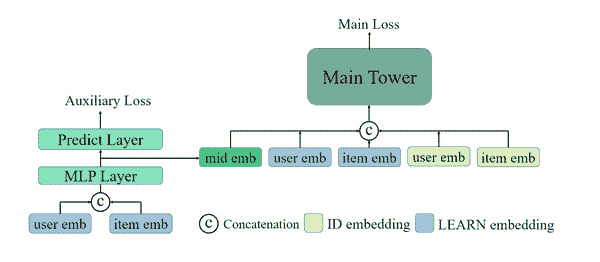 Main Loss
Main Tower
Auxiliary Loss
Predict Layer
C
mid emb user emb item emb user emb item emb
MLP Layer
C
user emb item emb
C Concatenation ID embedding LEARN embedding